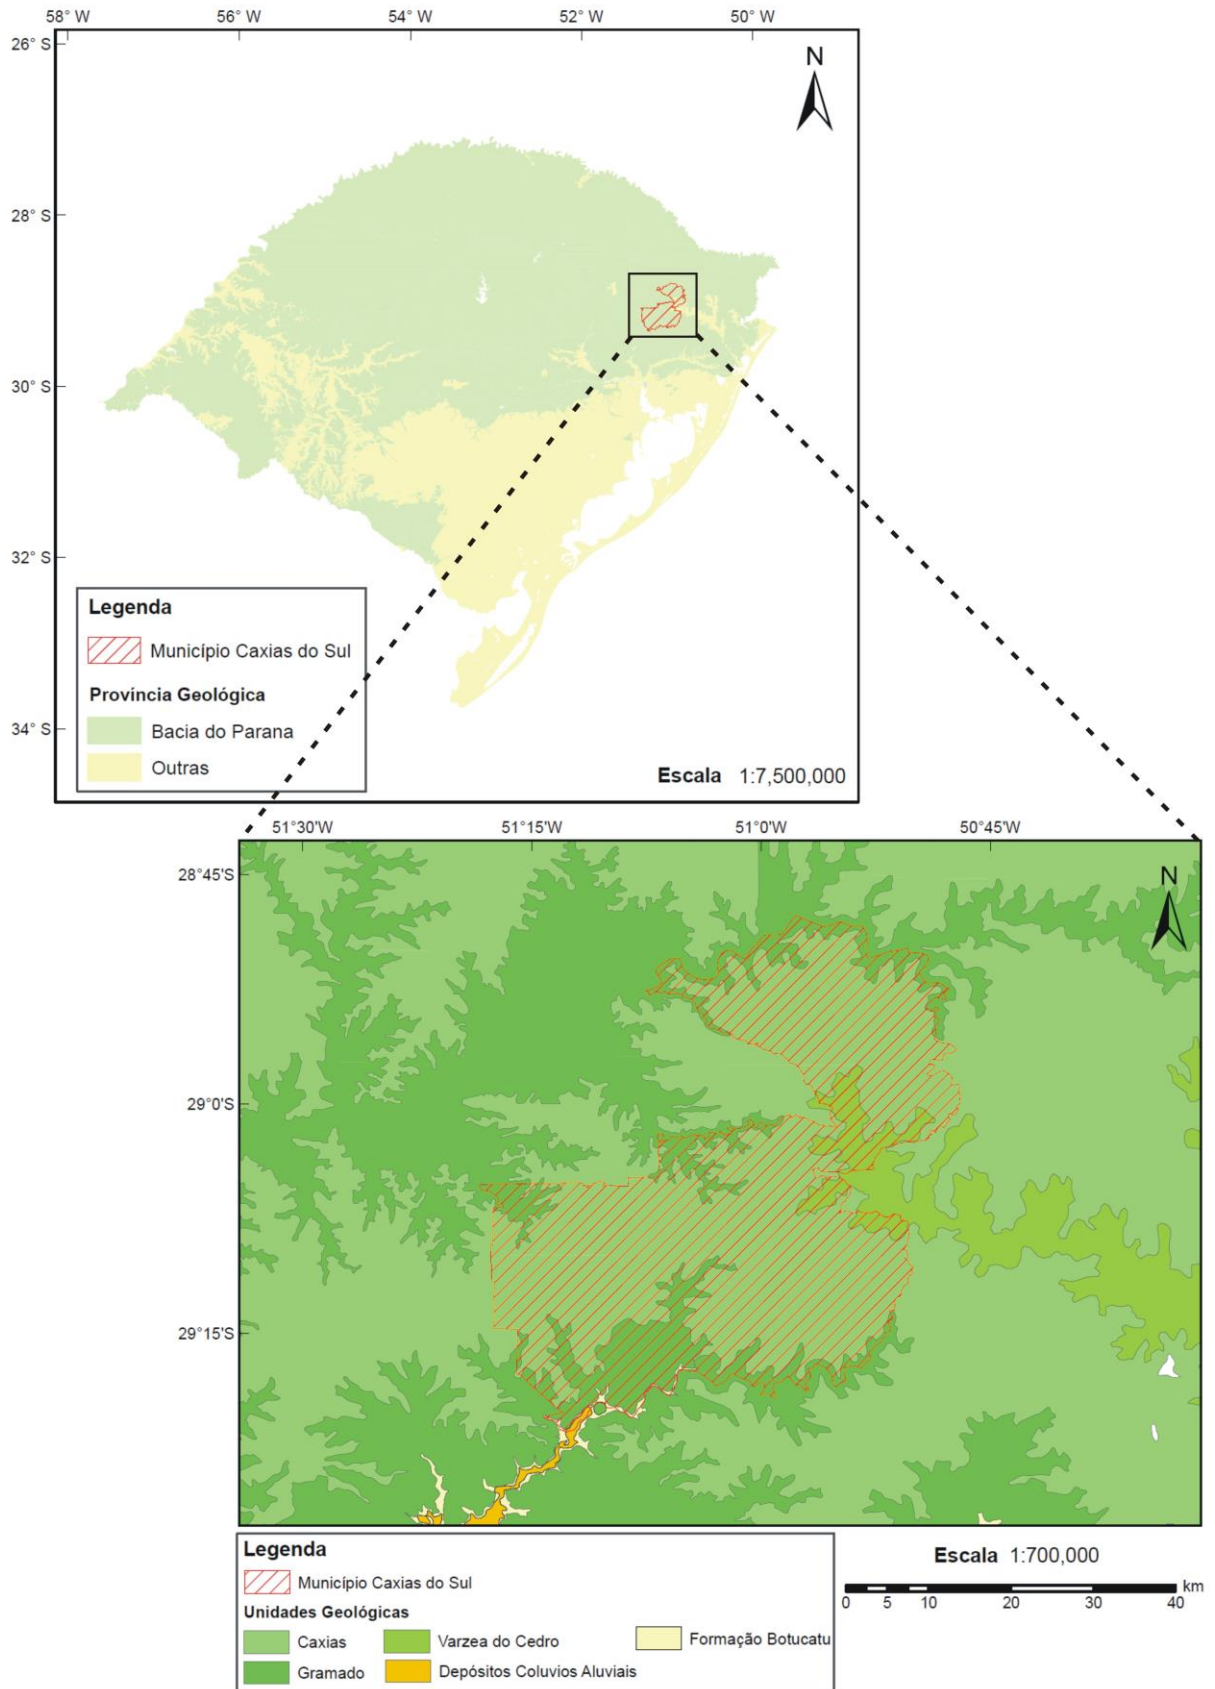 58° W 56° W 54° W 52° W 50° W
26° S
N
28° S
30° S
32° S
34° S
Legenda
Município Caxias do Sul
Província Geológica
Bacia do Parana
Outras
Escala 1:7,500,000
51°30'W 51°15'W 51°0'W 50°45'W
28°45'S
N
29°0'S
29°15'S
Legenda
Município Caxias do Sul
Unidades Geológicas
Caxias Varzea do Cedro Formação Botucatu
Gramado Depósitos Coluvios Aluviais
Escala 1:700,000
km
0 5 10 20 30 40